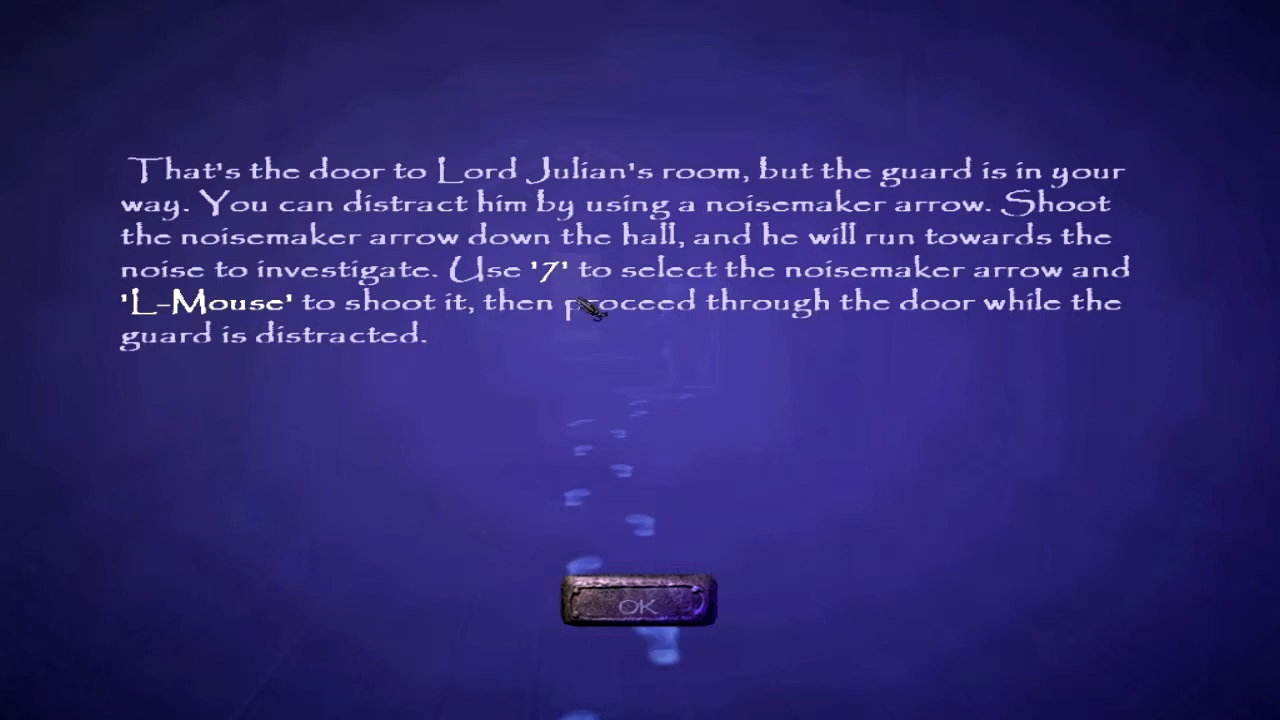 That's the door to Lord Julian's room, but the guard is in your
way. You can distract him by using a noisemaker arrow. Shoot
the noisemaker arrow down the hall, and he will run towards the
noise to investigate. Use '7' to select the noisemaker arrow and
'L-Mouse' to shoot it, then proceed through the door while the
guard is distracted.
OK